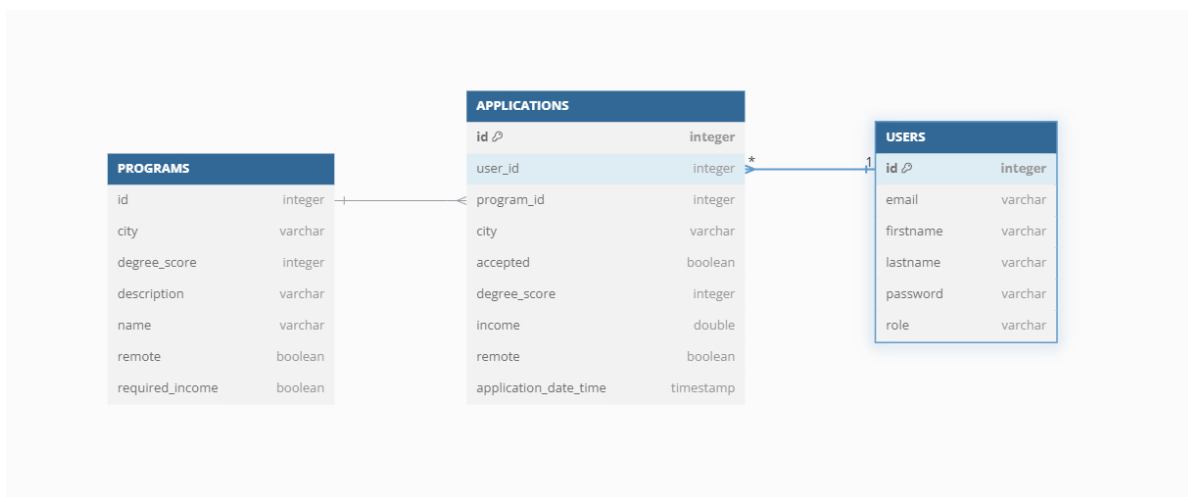 PROGRAMS
id integer
city varchar
degree_score integer
description varchar
name varchar
remote boolean
required_income boolean
APPLICATIONS
id integer
user_id integer
program_id integer
city varchar
accepted boolean
degree_score integer
income double
remote boolean
application_date_time timestamp
* 1
USERS
id integer
email varchar
firstname varchar
lastname varchar
password varchar
role varchar